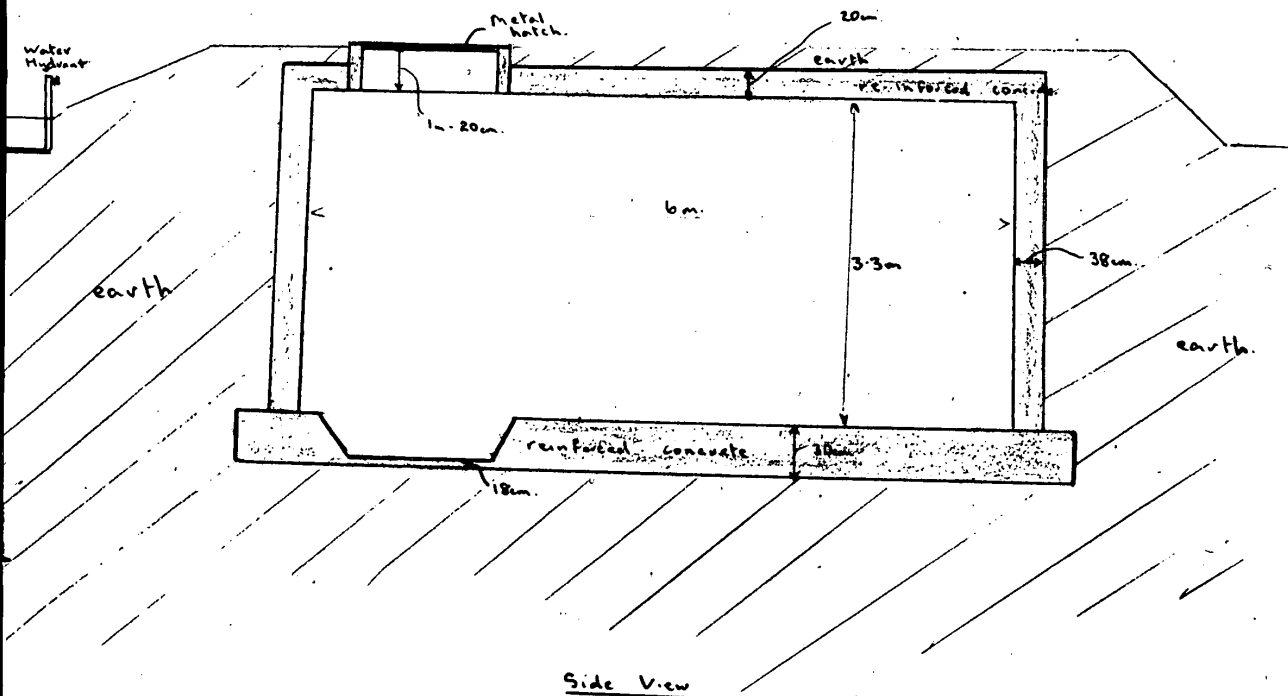 Metal
hatch.
20cm
Water
Hydrant
earth
reinforced
1m-20cm.
6m.
3.3m
38cm.
earth
earth.
reinforced concrete
18cm.
Side View